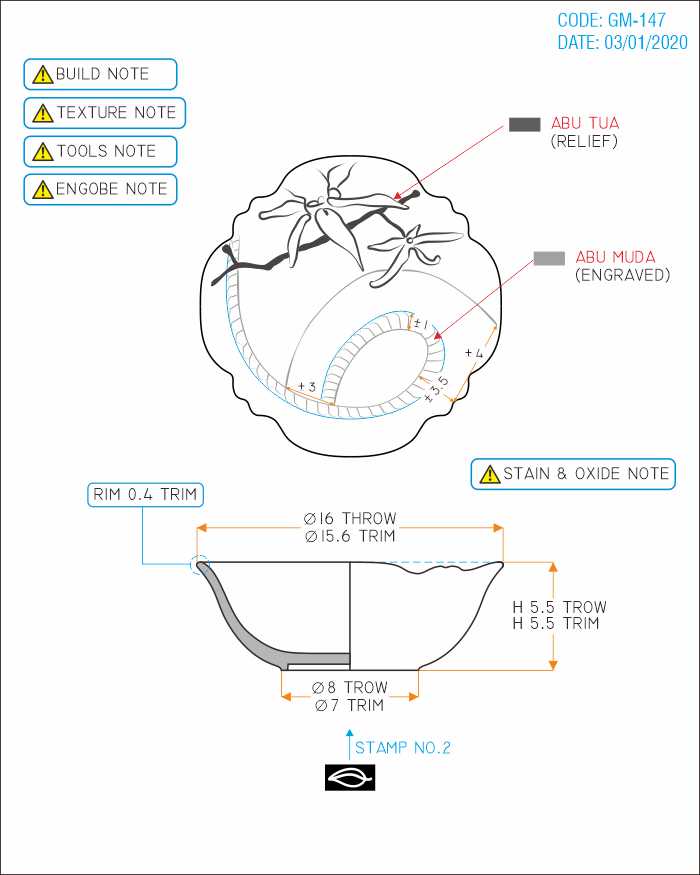 CODE: GM-147
DATE: 03/01/2020
BUILD NOTE
TEXTURE NOTE
TOOLS NOTE
ENGOBE NOTE
ABU TUA
(RELIEF)
ABU MUDA
(ENGRAVED)
±1
+4
+3
±3.5
STAIN & OXIDE NOTE
RIM 0.4 TRIM
Ø16 THROW
Ø15.6 TRIM
H 5.5 TROW
H 5.5 TRIM
Ø8 TROW
Ø7 TRIM
STAMP NO.2